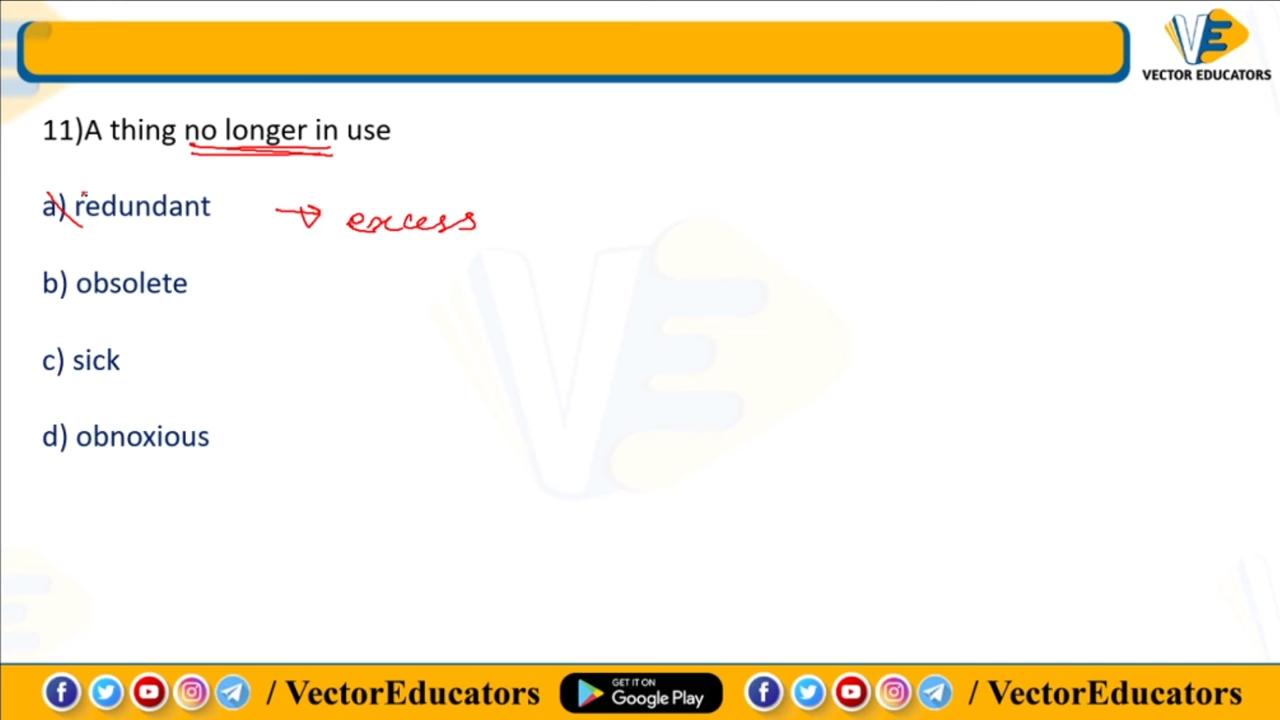 VE
VECTOR EDUCATORS
11)A thing no longer in use
a) redundant → excess
b) obsolete
c) sick
d) obnoxious
/ VectorEducators GET IT ON Google Play / VectorEducators